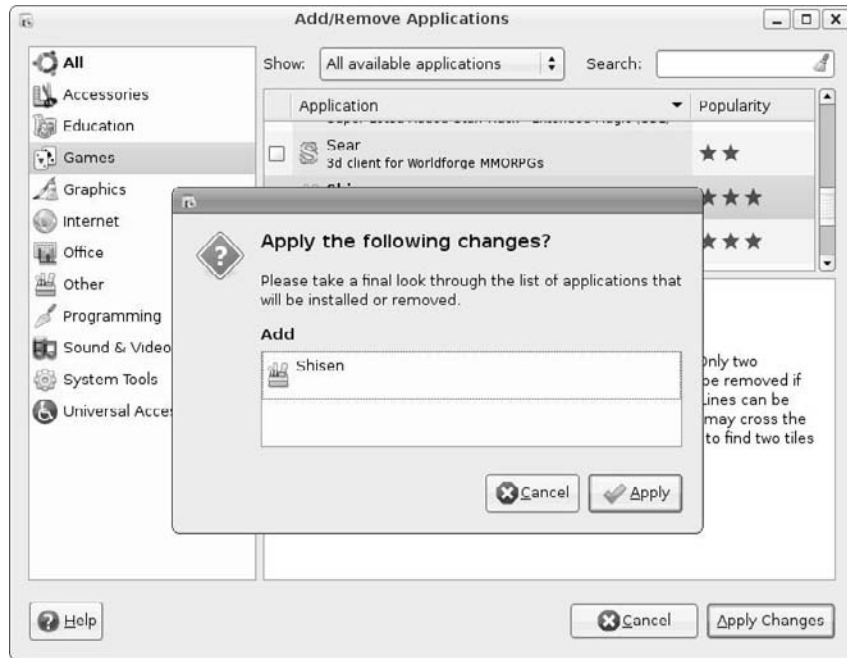 Add/Remove Applications
All
Accessories
Education
Games
Graphics
Internet
Office
Other
Programming
Sound & Video
System Tools
Universal Acce
Show:
All available applications
Search:
Application
Popularity
Sear
3d client for Worldforge MMORPGs
Apply the following changes?
Please take a final look through the list of applications that
will be installed or removed.
Add
Shisen
Cancel
Apply
Only two
be removed if
Lines can be
may cross the
to find two tiles
Help
Cancel
Apply Changes